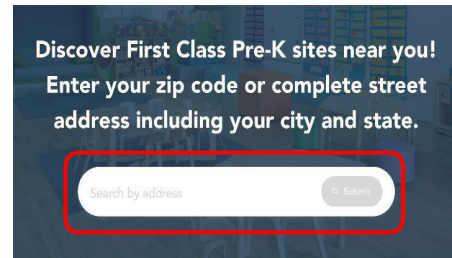 Discover First Class Pre-K sites near you!
Enter your zip code or complete street
address including your city and state.
Search by address Submit